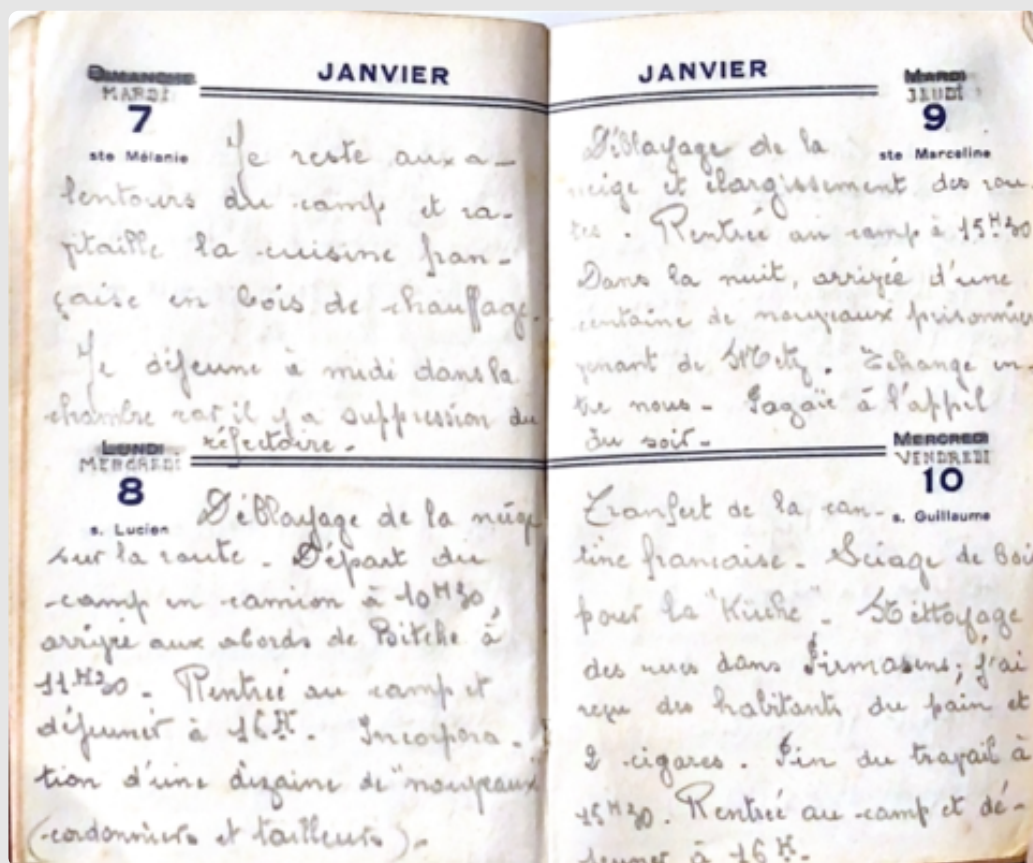 JANVIER
DIMANCHE
MARDI
7
ste Mélanie
Je reste aux a-
lentours du camp et ra-
vitaille la cuisine fran-
çaise en bois de chauffage.
Je déjeune à midi dans la
chambre car il y a suppression du
réfectoire.-
LUNDI
MERCREDI
8
s. Lucien
Déblayage de la neige
sur la route. Départ du
camp en camion à 10H30,
arrivée aux abords de Bitche à
11H30. Rentrée au camp et
déjeuner à 16H. Incorpora-
tion d'une dizaine de "nouveaux"
(cordonniers et tailleurs).-
JANVIER
MARDI
JEUDI
9
ste Marceline
Déblayage de la
neige et élargissement des rou-
tes. Rentrée au camp à 15H30
Dans la nuit, arrivée d'une
centaine de nouveaux prisonnier
venant de Metz. Echange en-
tre nous- Pagaïe à l'appel
du soir-
MERCREDI
VENDREDI
10
s. Guillaume
Transfert de la can-
tine française. Sciage de Boi
pour la "Küche". Nettoyage
des rues dans Pirmasens; j'ai
reçu des habitants du pain et
2 cigares. Fin du travail à
15H30. Rentrée au camp et dé-
jeuner à 16H.-